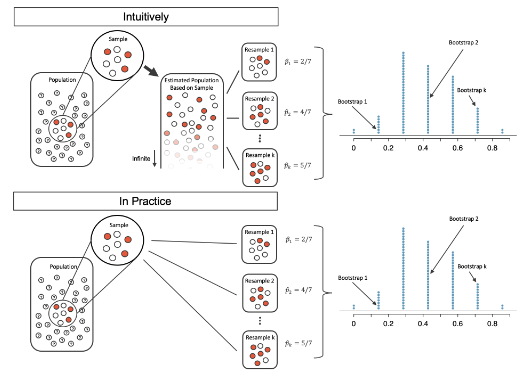 Intuitively
Sample
Population
Estimated Population
Based on Sample
Infinite
Resample 1
Resample 2
Resample k
p̂₁ = 2/7
p̂₂ = 4/7
p̂ₖ = 5/7
Bootstrap 1
Bootstrap 2
Bootstrap k
0 0.2 0.4 0.6 0.8
In Practice
Sample
Population
Resample 1
Resample 2
Resample k
p̂₁ = 2/7
p̂₂ = 4/7
p̂ₖ = 5/7
Bootstrap 1
Bootstrap 2
Bootstrap k
0 0.2 0.4 0.6 0.8